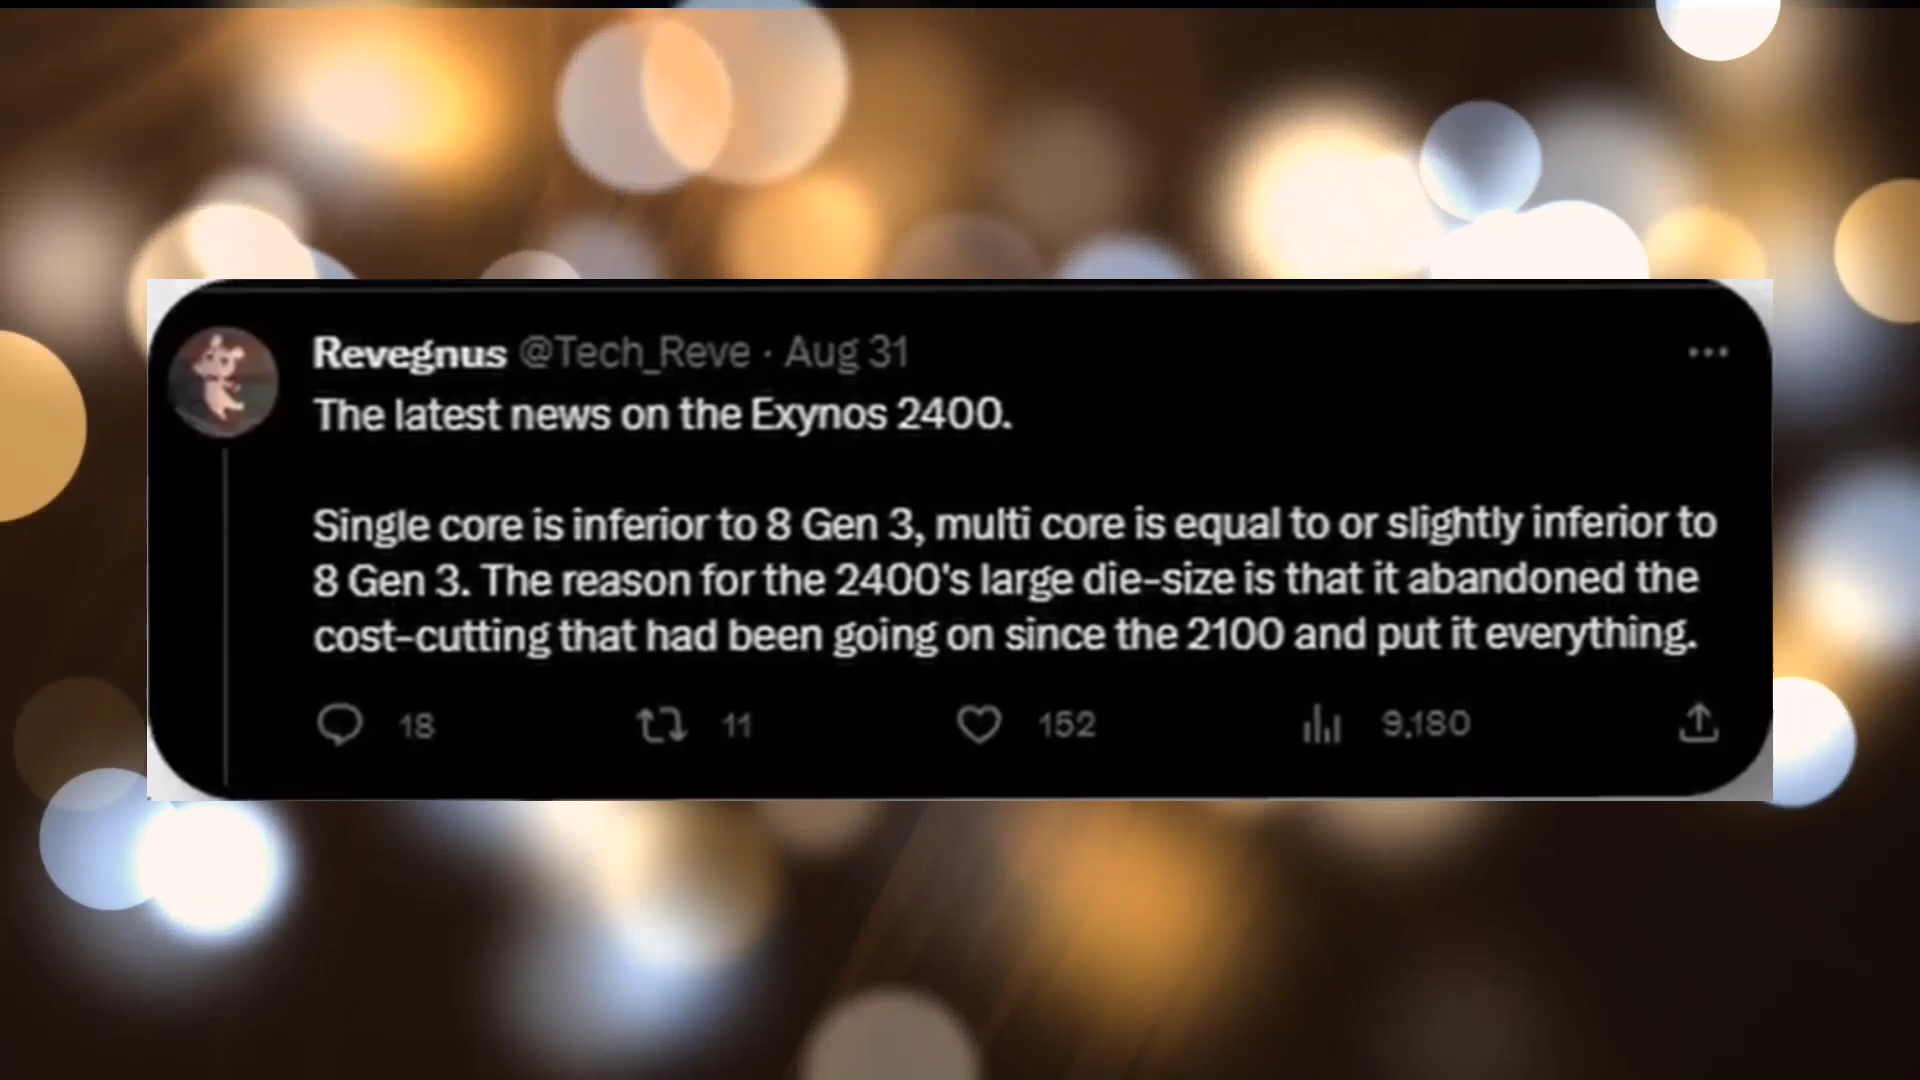 Revegnus @Tech_Reve · Aug 31
The latest news on the Exynos 2400.
Single core is inferior to 8 Gen 3, multi core is equal to or slightly inferior to
8 Gen 3. The reason for the 2400's large die-size is that it abandoned the
cost-cutting that had been going on since the 2100 and put it everything.
18 11 152 9.180